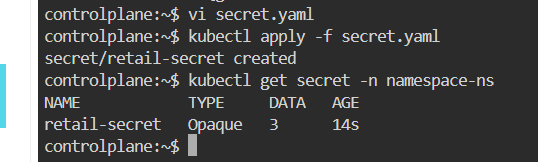 controlplane:~$ vi secret.yaml
controlplane:~$ kubectl apply -f secret.yaml
secret/retail-secret created
controlplane:~$ kubectl get secret -n namespace-ns
NAME TYPE DATA AGE
retail-secret Opaque 3 14s
controlplane:~$